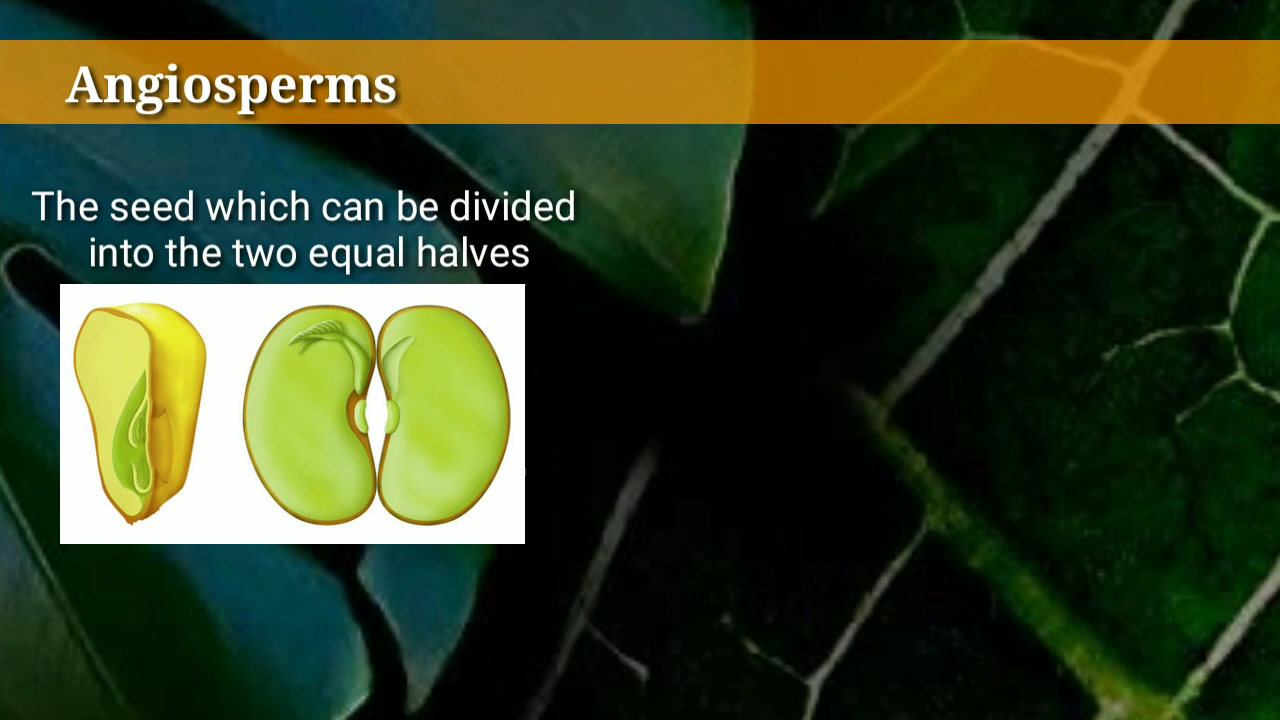 Angiosperms
The seed which can be divided
into the two equal halves